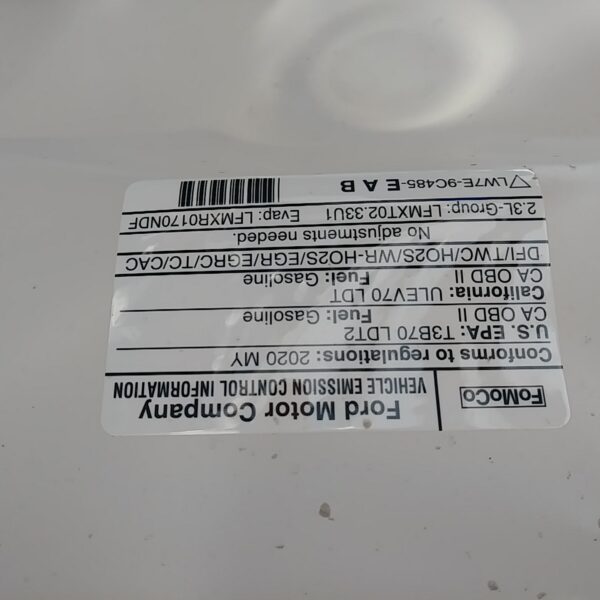 FoMoCo
Ford Motor Company
VEHICLE EMISSION CONTROL INFORMATION
Conforms to regulations: 2020 MY
U.S. EPA: T3B70 LDT2
CA OBD II Fuel: Gasoline
California: ULEV70 LDT
CA OBD II Fuel: Gasoline
DFI/TWC/HO2S/WR-HO2S/EGR/EGRC/TC/CAC
No adjustments needed.
2.3L-Group: LFMXT02.33U1 Evap: LFMXR0170NDF
LW7E-9C485-E A B